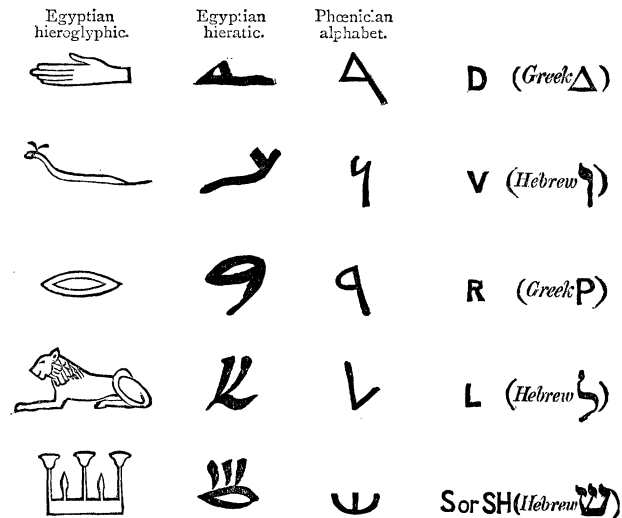 Egyptian hieroglyphic. Egyptian hieratic. Phœnician alphabet.
D (Greek Δ)
V (Hebrew ו)
R (Greek P)
L (Hebrew ל)
S or SH (Hebrew ש)